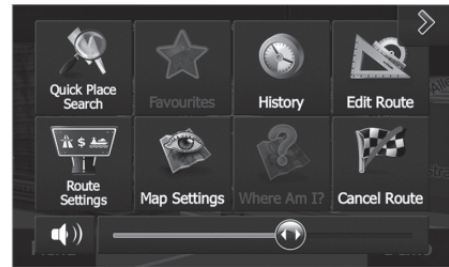 Quick Place
Search
Favourites
History
Edit Route
Route
Settings
Map Settings
Where Am I?
Cancel Route